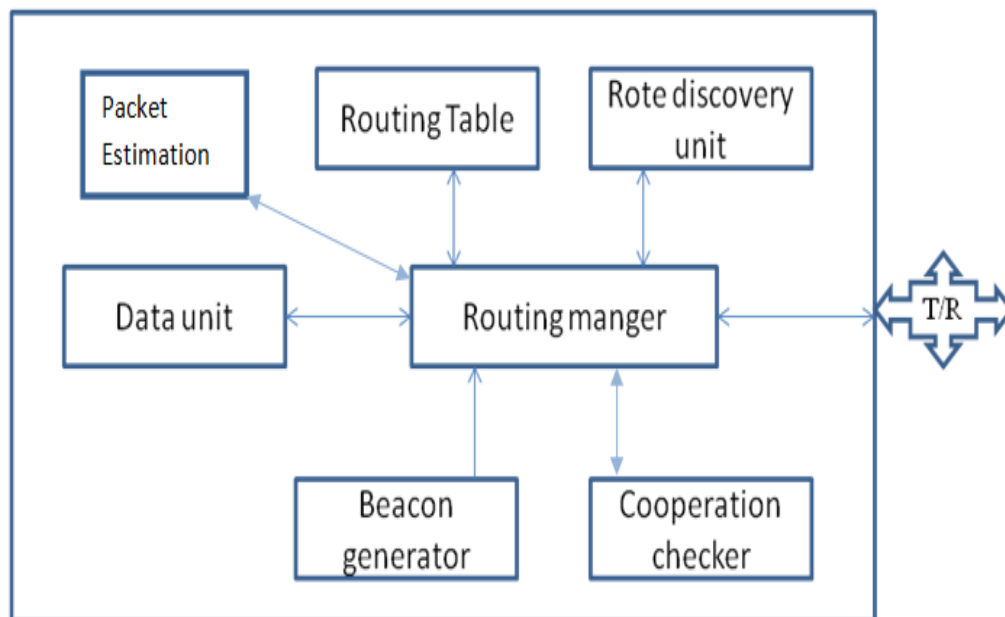 Packet
Estimation
Routing Table
Rote discovery
unit
Data unit
Routing manger
T/R
Beacon
generator
Cooperation
checker